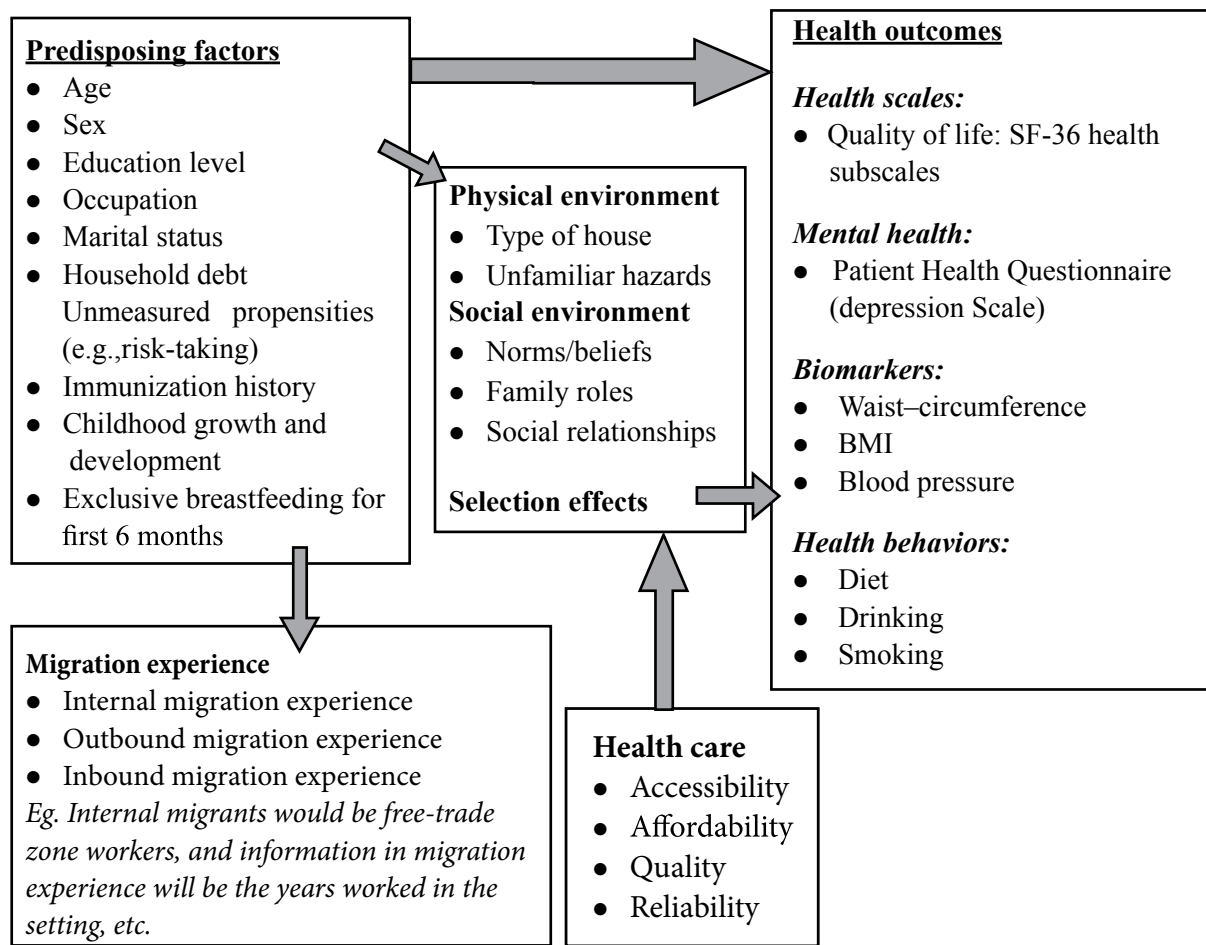 Predisposing factors
● Age
● Sex
● Education level
● Occupation
● Marital status
● Household debt
Unmeasured propensities
(e.g.,risk-taking)
● Immunization history
● Childhood growth and
development
● Exclusive breastfeeding for
first 6 months
Physical environment
● Type of house
● Unfamiliar hazards
Social environment
● Norms/beliefs
● Family roles
● Social relationships
Selection effects
Health outcomes
Health scales:
● Quality of life: SF-36 health
subscales
Mental health:
● Patient Health Questionnaire
(depression Scale)
Biomarkers:
● Waist–circumference
● BMI
● Blood pressure
Health behaviors:
● Diet
● Drinking
● Smoking
Migration experience
● Internal migration experience
● Outbound migration experience
● Inbound migration experience
Eg. Internal migrants would be free-trade
zone workers, and information in migration
experience will be the years worked in the
setting, etc.
Health care
● Accessibility
● Affordability
● Quality
● Reliability